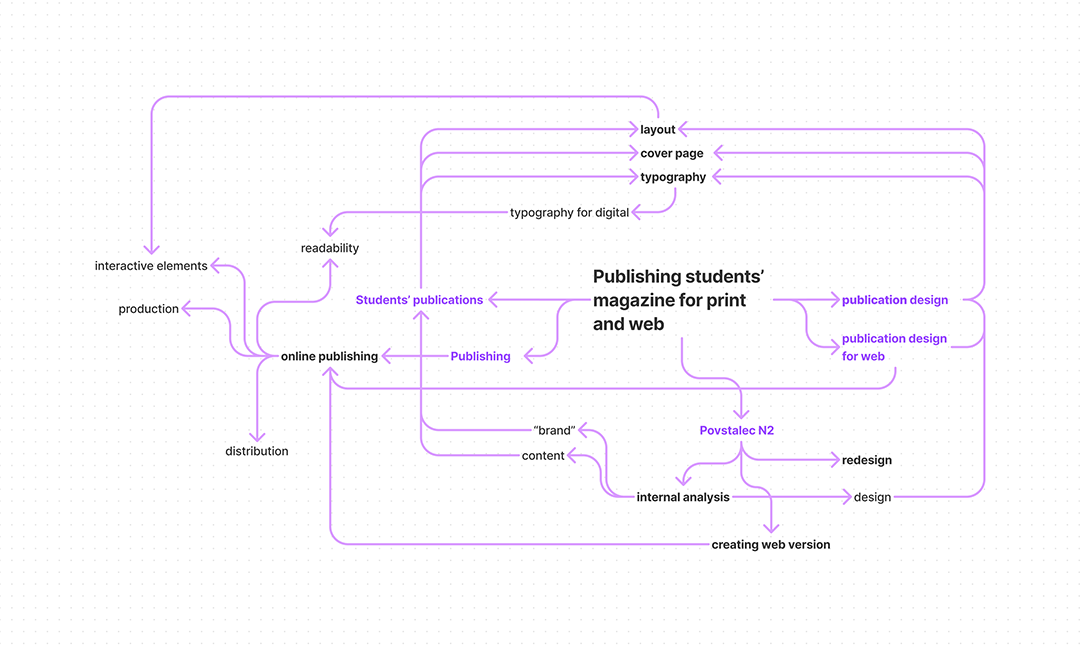 layout
cover page
typography
typography for digital
readability
interactive elements
production
Students’ publications
Publishing students’
magazine for print
and web
publication design
publication design
for web
online publishing
Publishing
distribution
“brand”
content
Povstalec N2
redesign
internal analysis
design
creating web version